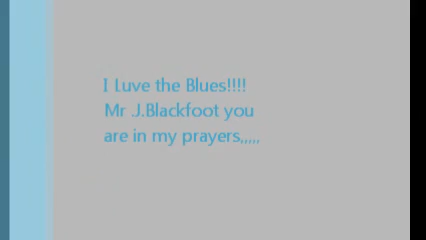 I Luve the Blues!!!!
Mr J.Blackfoot you
are in my prayers,,,,,